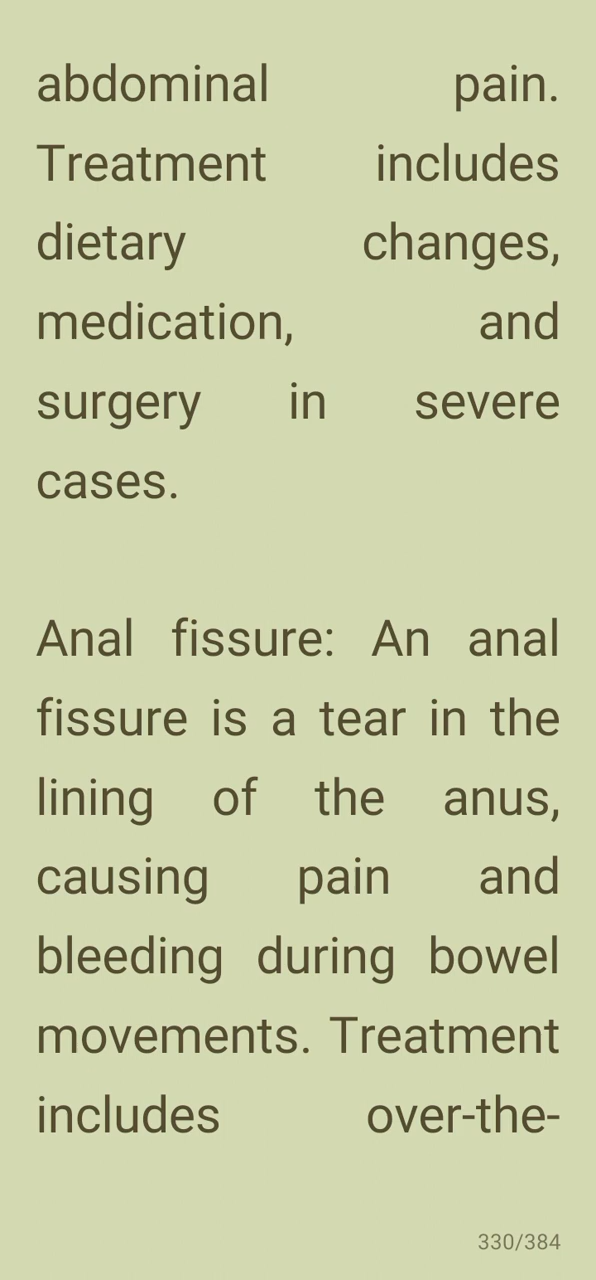 abdominal pain.
Treatment includes
dietary changes,
medication, and
surgery in severe
cases.
Anal fissure: An anal
fissure is a tear in the
lining of the anus,
causing pain and
bleeding during bowel
movements. Treatment
includes over-the-
330/384